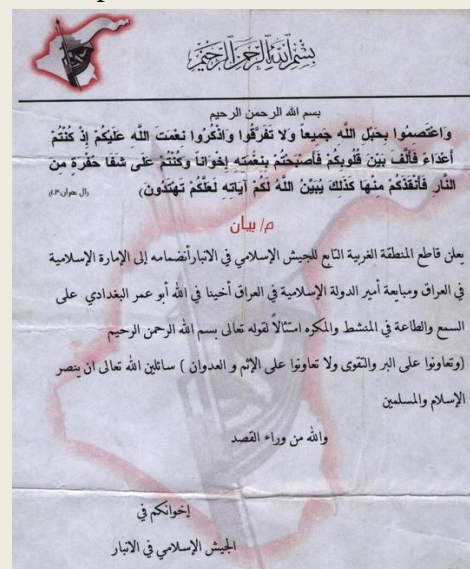 بسم الله الرحمن الرحيم
بسم الله الرحمن الرحيم
وَاعْتَصِمُوا بِحَبْلِ اللَّهِ جَمِيعاً وَلا تَفَرَّقُوا وَاذْكُرُوا نِعْمَتَ اللَّهِ عَلَيْكُمْ إِذْ كُنْتُمْ
أَعْدَاءً فَأَلَّفَ بَيْنَ قُلُوبِكُمْ فَأَصْبَحْتُمْ بِنِعْمَتِهِ إِخْوَاناً وَكُنْتُمْ عَلَى شَفَا حُفْرَةٍ مِنَ
النَّارِ فَأَنْقَذَكُمْ مِنْهَا كَذَلِكَ يُبَيِّنُ اللَّهُ لَكُمْ آيَاتِهِ لَعَلَّكُمْ تَهْتَدُونَ) (ال عمران:
م/ بيان
يعلن قاطع المنطقة الغربية التابع للجيش الإسلامي في الانبار أنضمامه إلى الإمارة الإسلامية
في العراق ومبايعة أمير الدولة الإسلامية في العراق أخينا في الله أبو عمر البغدادي على
السمع والطاعة في المنشط والمكره امتثالاً لقوله تعالى بسم الله الرحمن الرحيم
(وتعاونوا على البر والتقوى ولا تعاونوا على الإثم و العدوان ) سائلين الله تعالى ان ينصر
الإسلام والمسلمين
والله من وراء القصد
إخوانكم في
الجيش الإسلامي في الانبار